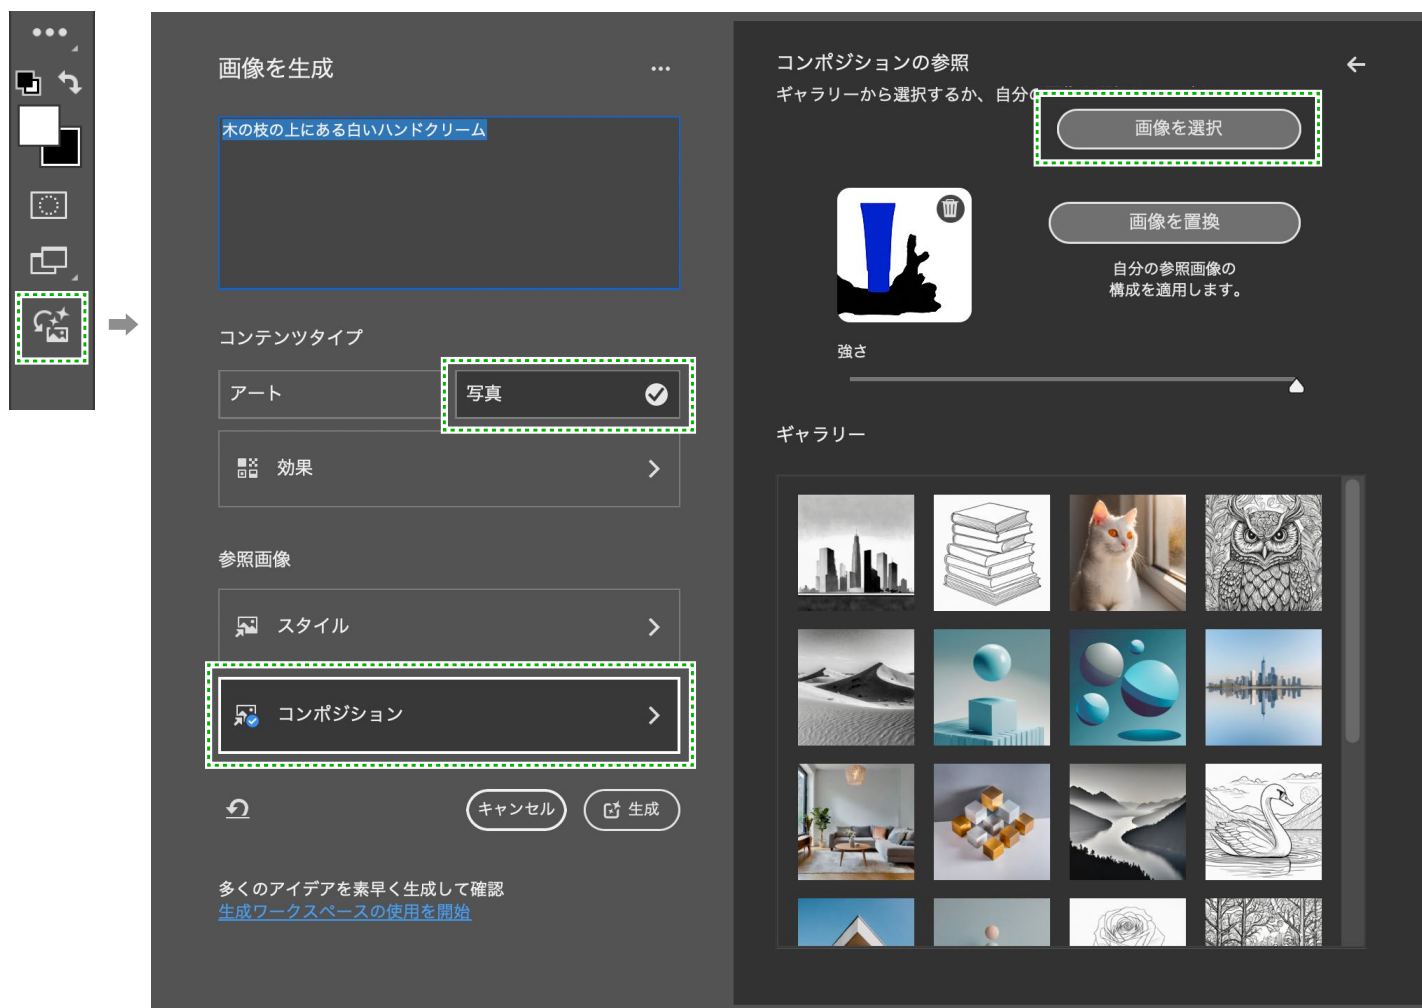 画像を生成
木の枝の上にある白いハンドクリーム
コンテンツタイプ
アート
写真
効果
参照画像
スタイル
コンポジション
キャンセル
生成
多くのアイデアを素早く生成して確認
生成ワークスペースの使用を開始
コンポジションの参照
ギャラリーから選択するか、自分の
画像を選択
画像を置換
自分の参照画像の
構成を適用します。
強さ
ギャラリー